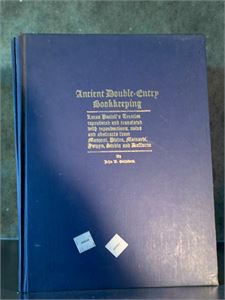 Ancient Double-Entry
Bookkeeping
Lucas Pacioli's Treatise
reproduced and translated
with reproductions, notes
and abstracts from
Manzoni, Pietra, Mainardi,
Ympyn, Stevin and Dafforne
By
John B. Geijsbeek